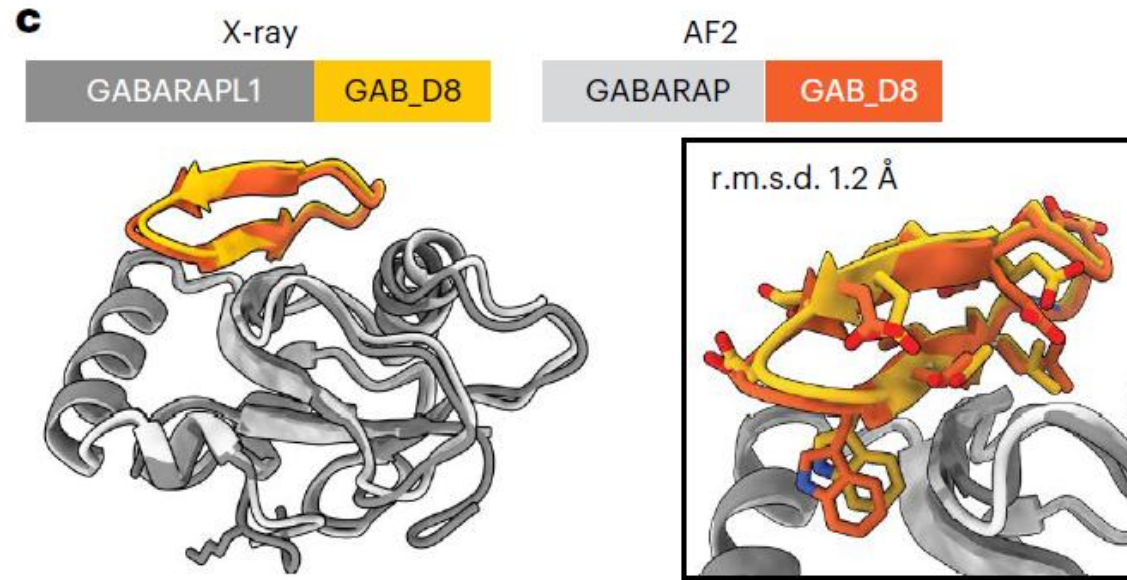 c
X-ray
AF2
GABARAPL1 GAB_D8
GABARAP GAB_D8
r.m.s.d. 1.2 Å